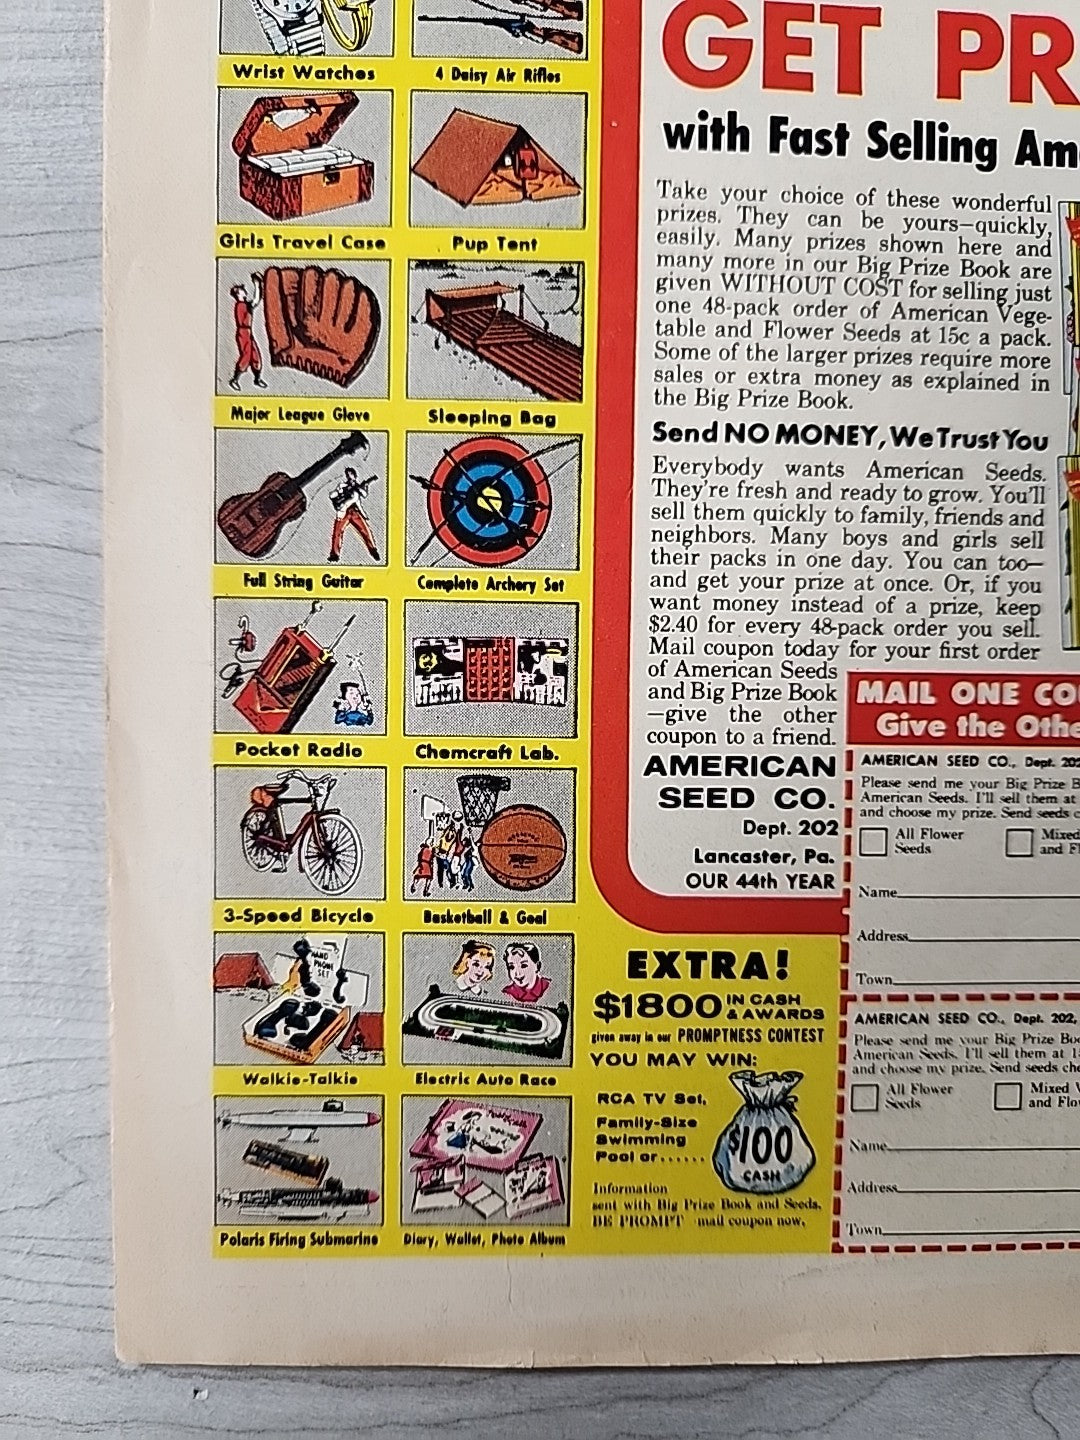 Wrist Watches
4 Daisy Air Rifles
Girls Travel Case
Pup Tent
Major League Glove
Sleeping Bag
Full String Guitar
Complete Archery Set
Pocket Radio
Chemcraft Lab.
3-Speed Bicycle
Basketball & Goal
HAND
PHONE
SET
Walkie-Talkie
Electric Auto Race
Polaris Firing Submarine
Diary, Wallet, Photo Album
GET PR
with Fast Selling Am
Take your choice of these wonderful
prizes. They can be yours—quickly,
easily. Many prizes shown here and
many more in our Big Prize Book are
given WITHOUT COST for selling just
one 48-pack order of American Vege-
table and Flower Seeds at 15c a pack.
Some of the larger prizes require more
sales or extra money as explained in
the Big Prize Book.
Send NO MONEY, We Trust You
Everybody wants American Seeds.
They're fresh and ready to grow. You'll
sell them quickly to family, friends and
neighbors. Many boys and girls sell
their packs in one day. You can too—
and get your prize at once. Or, if you
want money instead of a prize, keep
$2.40 for every 48-pack order you sell.
Mail coupon today for your first order
of American Seeds
and Big Prize Book
—give the other
coupon to a friend.
AMERICAN
SEED CO.
Dept. 202
Lancaster, Pa.
OUR 44th YEAR
EXTRA!
$1800 IN CASH
& AWARDS
given away in our PROMPTNESS CONTEST
YOU MAY WIN:
RCA TV Set,
Family-Size
Swimming
Pool or......
$100
CASH
Information
sent with Big Prize Book and Seeds.
BE PROMPT mail coupon now.
MAIL ONE CO
Give the Othe
AMERICAN SEED CO., Dept. 202
Please send me your Big Prize B
American Seeds. I'll sell them at
and choose my prize. Send seeds c
All Flower
Seeds
Mixed
and Fl
Name
Address
Town
AMERICAN SEED CO., Dept. 202,
Please send me your Big Prize Bo
American Seeds. I'll sell them at 1
and choose my prize. Send seeds che
All Flower
Seeds
Mixed V
and Flo
Name
Address
Town